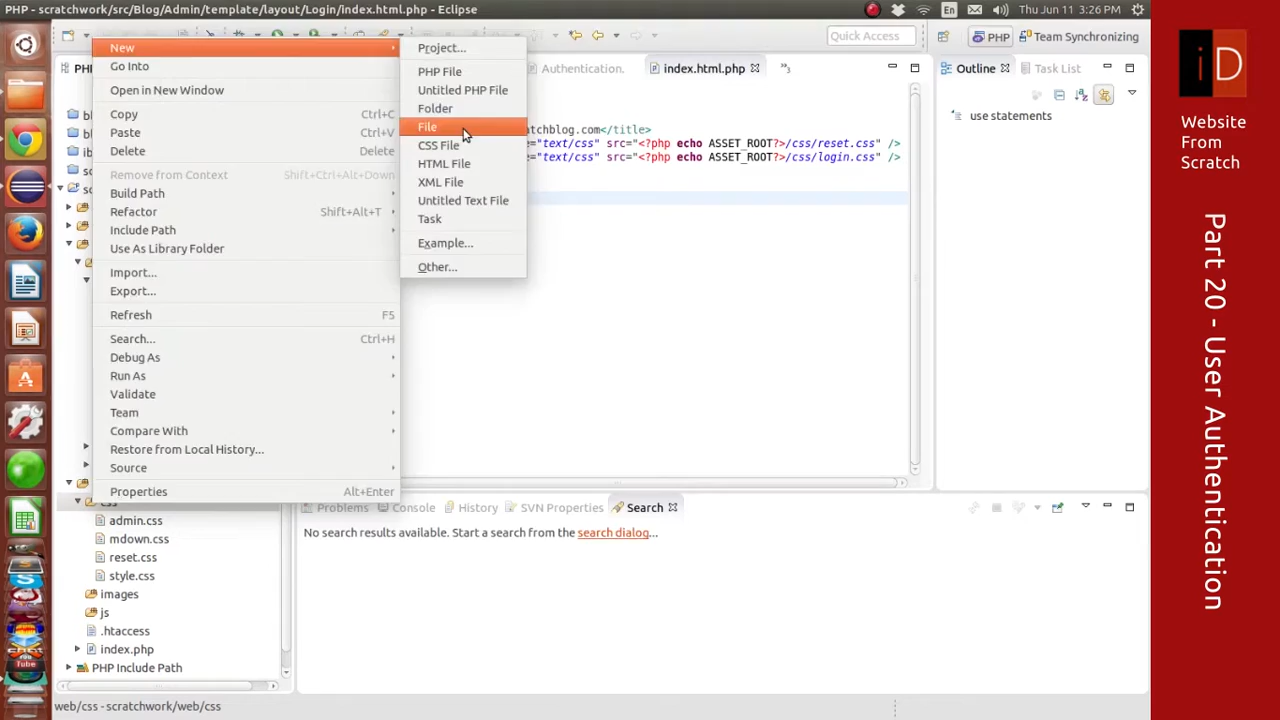 PHP - scratchwork/src/Blog/Admin/template/layout/Login/index.html.php - Eclipse
En
Thu Jun 11 3:26 PM
Quick Access
PHP
Team Synchronizing
PH
Authentication.
index.html.php
Outline
Task List
use statements
New
Go Into
Open in New Window
Copy Ctrl+C
Paste Ctrl+V
Delete Delete
Remove from Context Shift+Ctrl+Alt+Down
Build Path
Refactor Shift+Alt+T
Include Path
Use As Library Folder
Import...
Export...
Refresh F5
Search... Ctrl+H
Debug As
Run As
Validate
Team
Compare With
Restore from Local History...
Source
Properties Alt+Enter
Project...
PHP File
Untitled PHP File
Folder
File
CSS File
HTML File
XML File
Untitled Text File
Task
Example...
Other...
tchblog.com</title>
e="text/css" src="<?php echo ASSET_ROOT?>/css/reset.css" />
e="text/css" src="<?php echo ASSET_ROOT?>/css/login.css" />
bl
bl
ib
sc
sc
css
admin.css
mdown.css
reset.css
style.css
images
js
.htaccess
index.php
PHP Include Path
Problems
Console
History
SVN Properties
Search
No search results available. Start a search from the search dialog...
web/css - scratchwork/web/css
iD
Website
From
Scratch
Part 20 - User Authentication